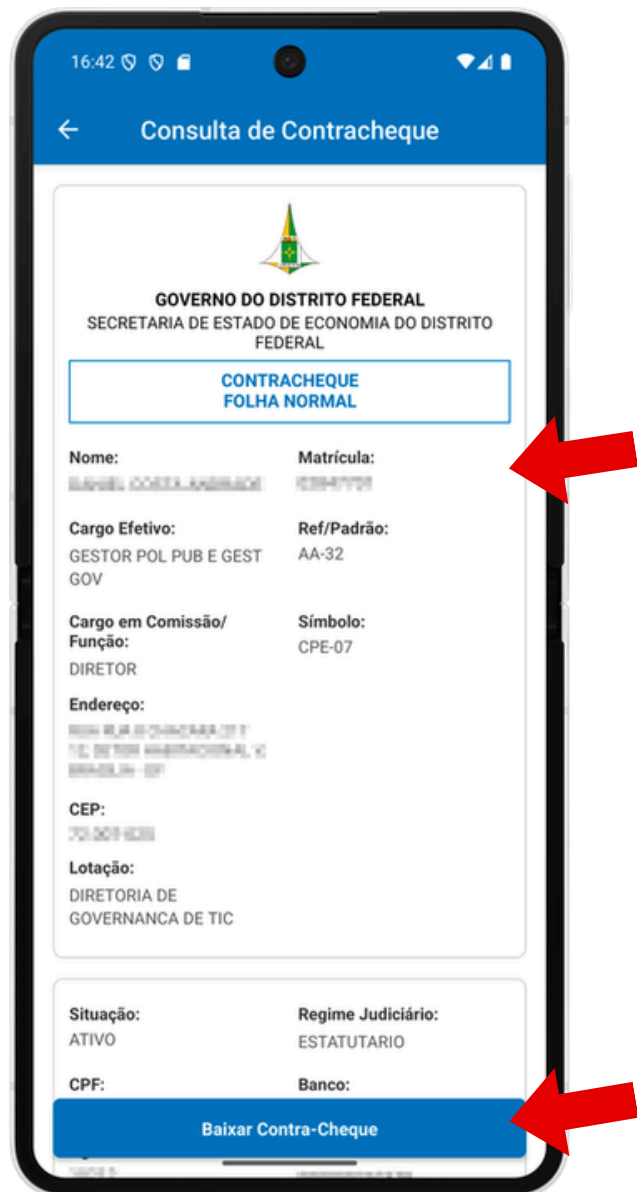 16:42
Consulta de Contracheque
GOVERNO DO DISTRITO FEDERAL
SECRETARIA DE ESTADO DE ECONOMIA DO DISTRITO
FEDERAL
CONTRACHEQUE
FOLHA NORMAL
Nome: Matrícula:
Cargo Efetivo: Ref/Padrão:
GESTOR POL PUB E GEST AA-32
GOV
Cargo em Comissão/ Símbolo:
Função: CPE-07
DIRETOR
Endereço:
CEP:
Lotação:
DIRETORIA DE
GOVERNANCA DE TIC
Situação: Regime Judiciário:
ATIVO ESTATUTARIO
CPF: Banco:
Baixar Contra-Cheque